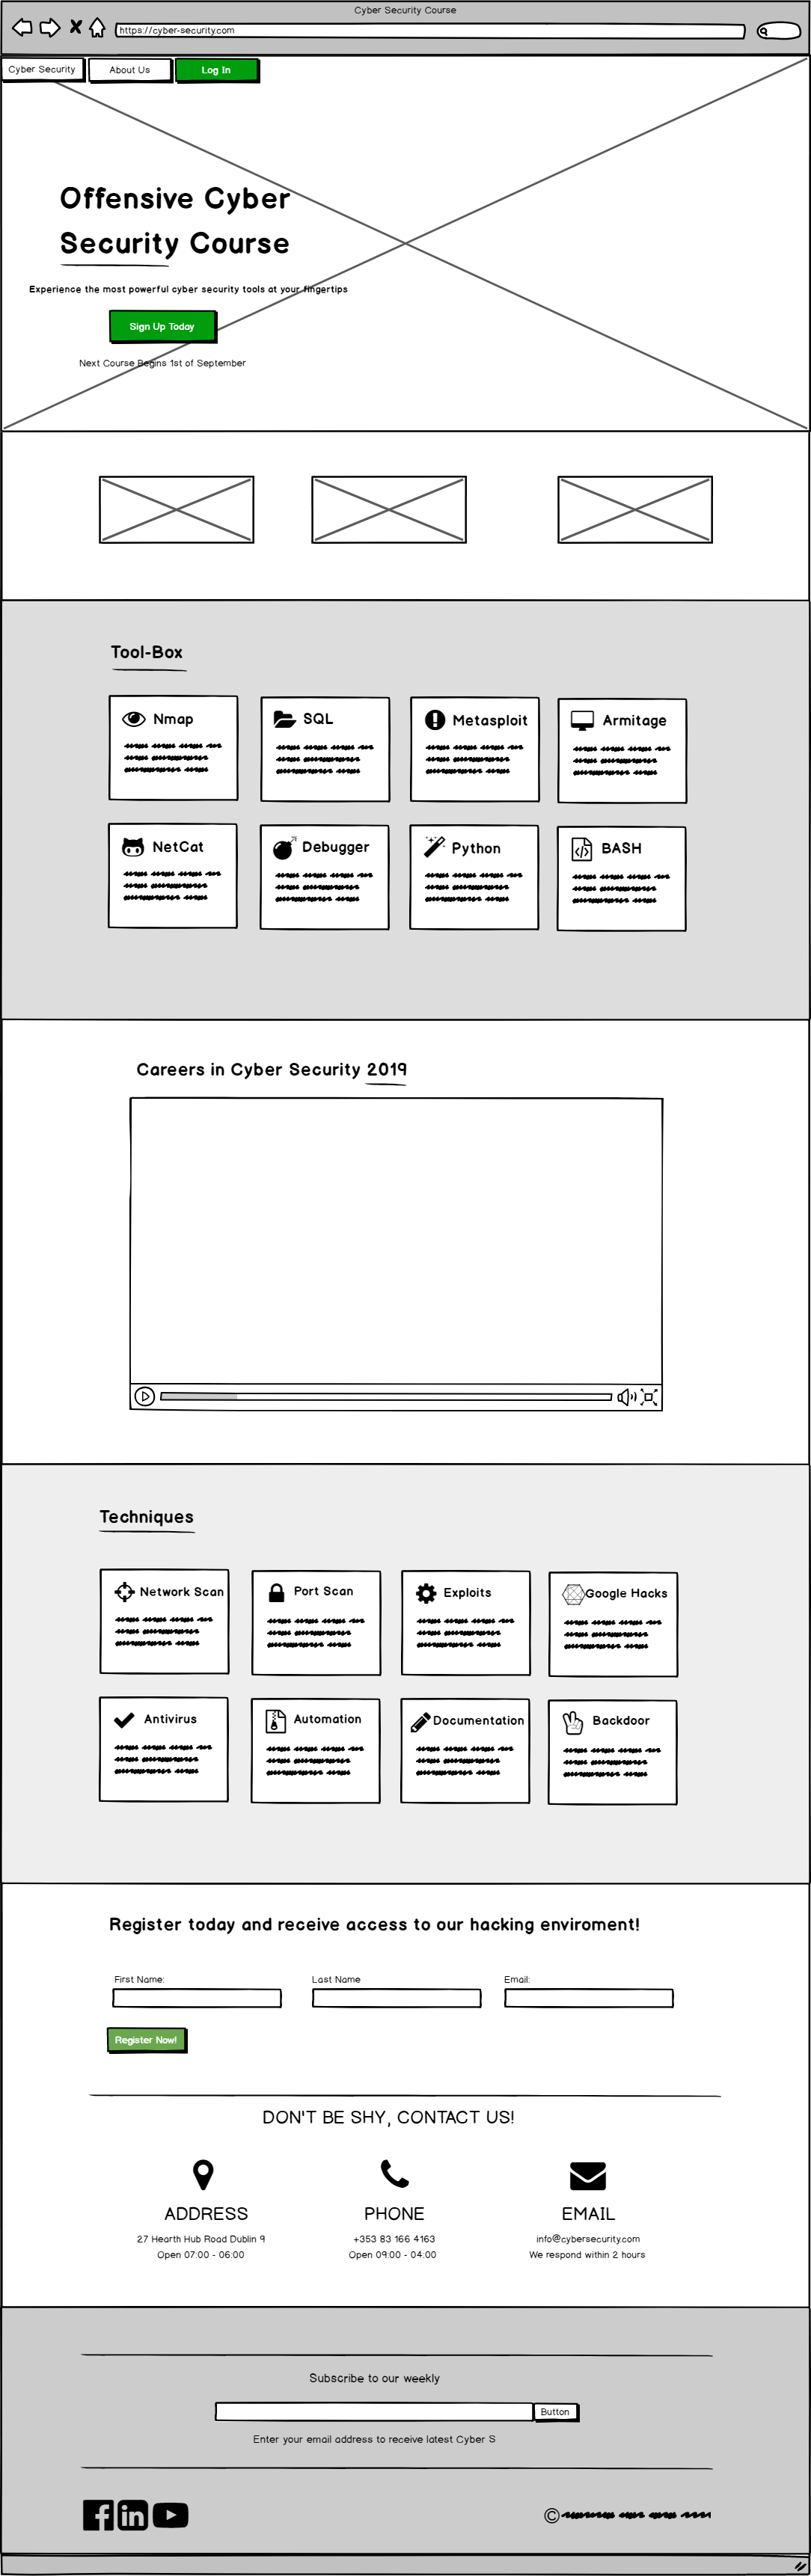 Cyber Security Course
https://cyber-security.com
Cyber Security
About Us
Log In
Offensive Cyber
Security Course
Experience the most powerful cyber security tools at your fingertips
Sign Up Today
Next Course Begins 1st of September
Tool-Box
Nmap
SQL
Metasploit
Armitage
NetCat
Debugger
Python
BASH
Careers in Cyber Security 2019
Techniques
Network Scan
Port Scan
Exploits
Google Hacks
Antivirus
Automation
Documentation
Backdoor
Register today and receive access to our hacking enviroment!
First Name:
Last Name
Email:
Register Now!
DON'T BE SHY, CONTACT US!
ADDRESS
27 Hearth Hub Road Dublin 9
Open 07:00 - 06:00
PHONE
+353 83 166 4163
Open 09:00 - 04:00
EMAIL
info@cybersecurity.com
We respond within 2 hours
Subscribe to our weekly
Button
Enter your email address to receive latest Cyber S
©